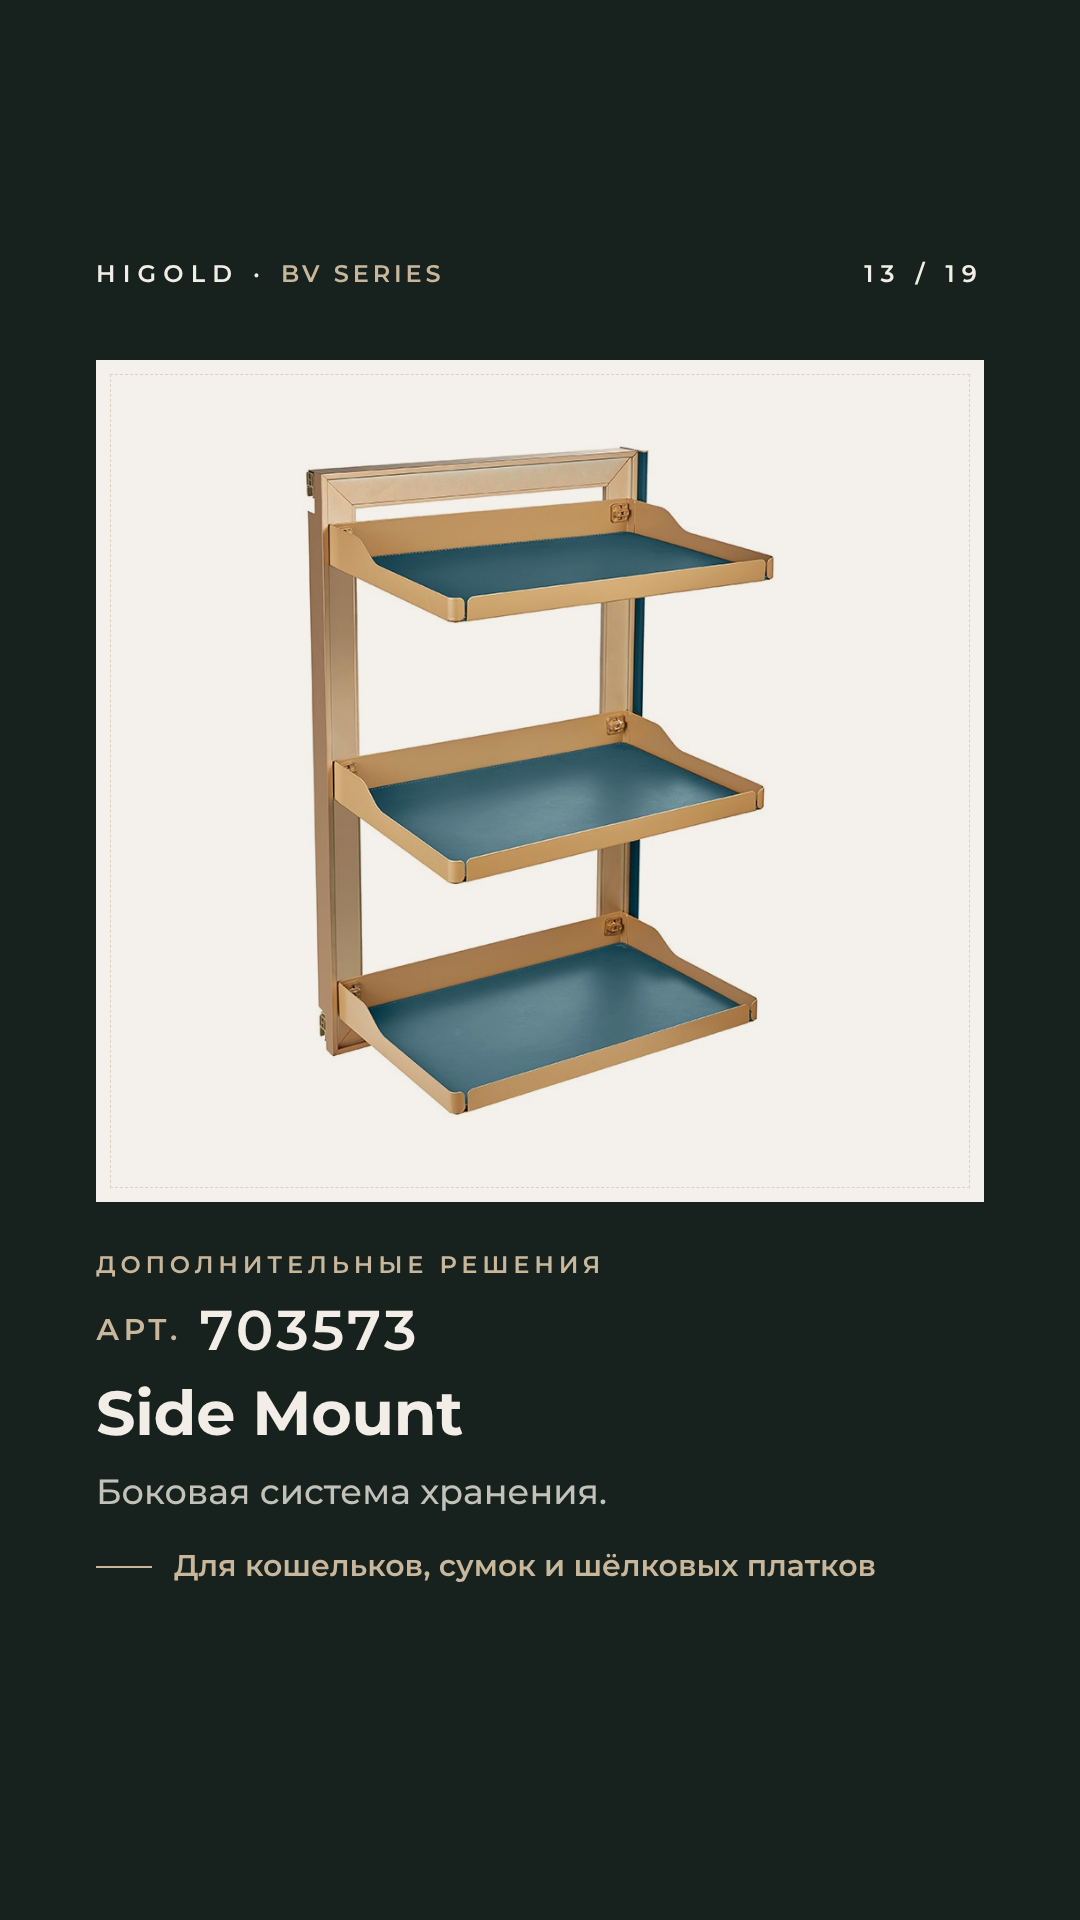 HIGOLD · BV SERIES
13 / 19
ДОПОЛНИТЕЛЬНЫЕ РЕШЕНИЯ
АРТ. 703573
Side Mount
Боковая система хранения.
Для кошельков, сумок и шёлковых платков